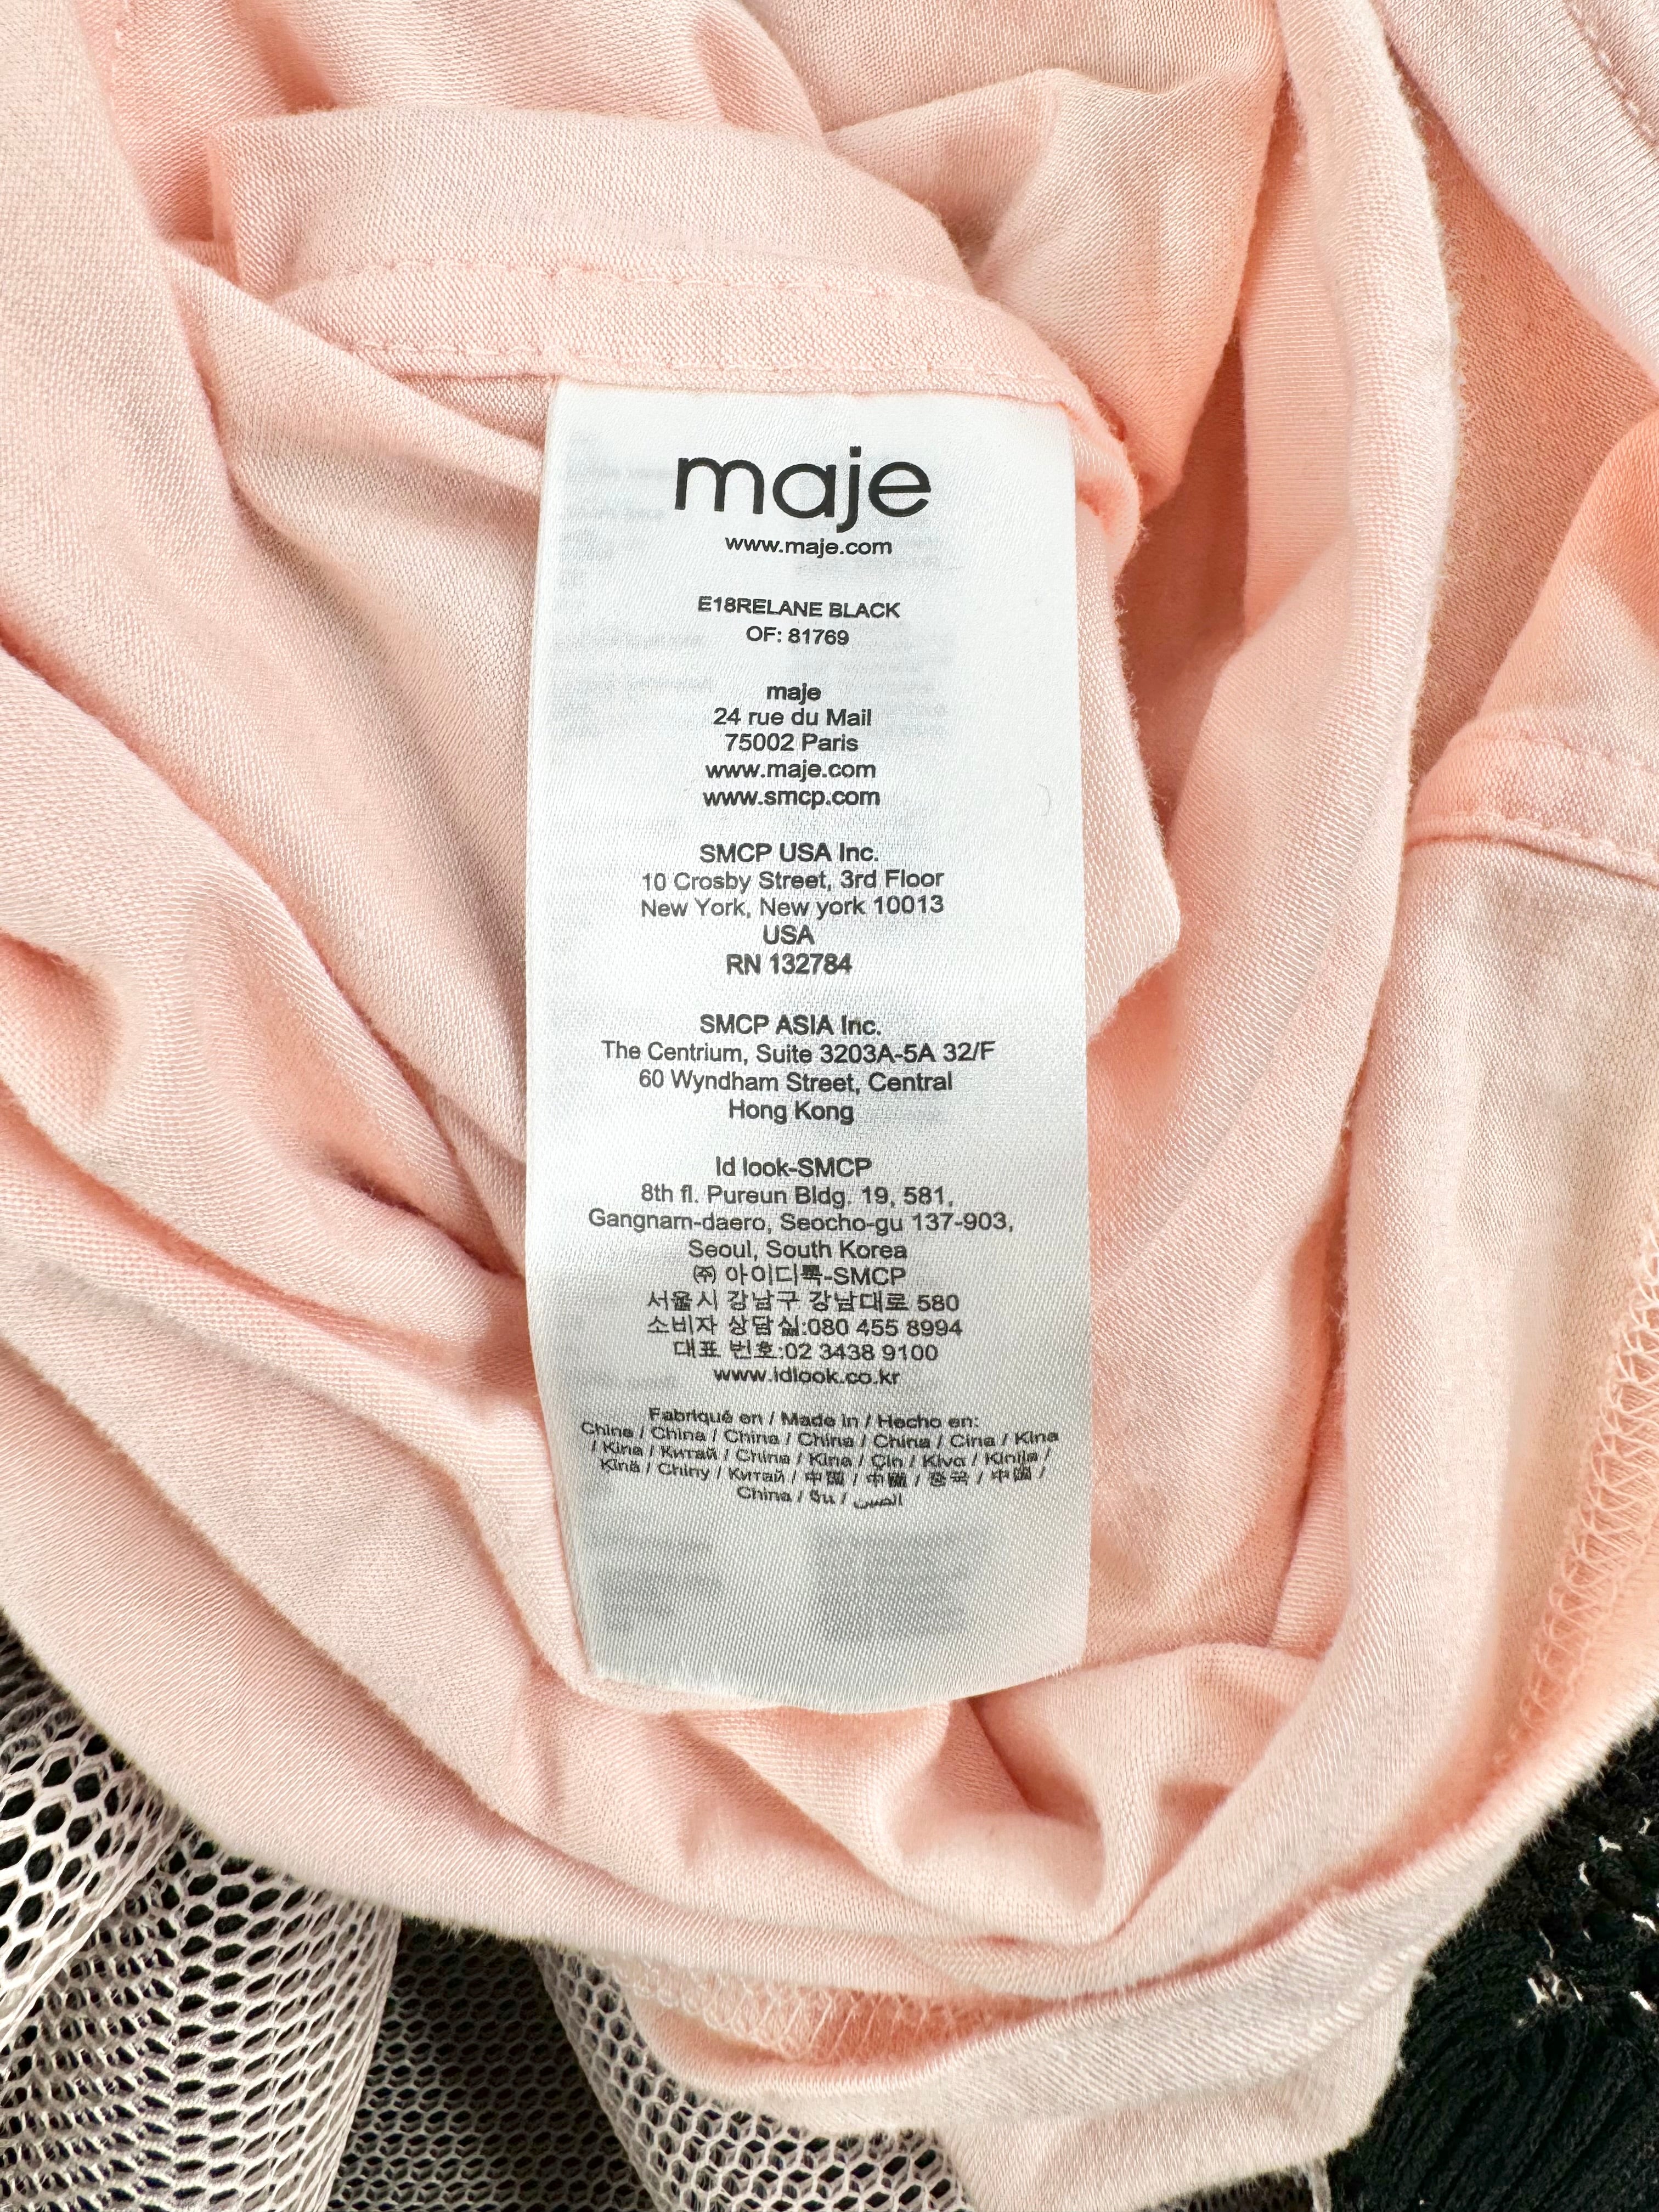 maje
www.maje.com
E18RELANE BLACK
OF: 81769
maje
24 rue du Mail
75002 Paris
www.maje.com
www.smcp.com
SMCP USA Inc.
10 Crosby Street, 3rd Floor
New York, New york 10013
USA
RN 132784
SMCP ASIA Inc.
The Centrium, Suite 3203A-5A 32/F
60 Wyndham Street, Central
Hong Kong
Id look-SMCP
8th fl. Pureun Bldg. 19, 581,
Gangnam-daero, Seocho-gu 137-903,
Seoul, South Korea
㈜ 아이디룩-SMCP
서울시 강남구 강남대로 580
소비자 상담실:080 455 8994
대표 번호:02 3438 9100
www.idlook.co.kr
Fabriqué en / Made in / Hecho en:
China / China / China / China / China / Cina / Kina
/ Kina / Китай / China / Kina / Çin / Kiva / Kinija /
Kină / Chiny / Китай / 中国 / 中國 / 중국 / 中国 /
China / จีน / الصين